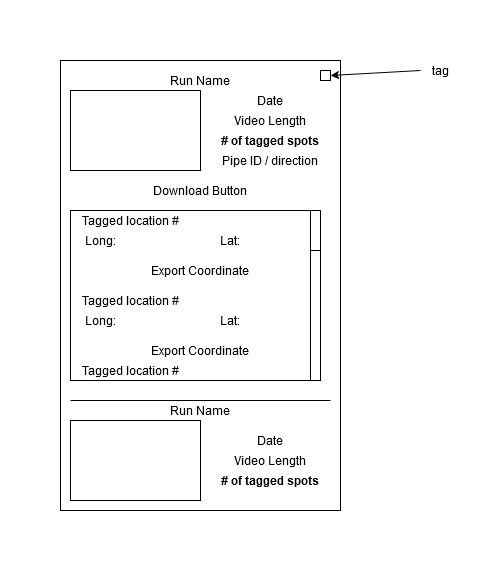 tag
Run Name
Date
Video Length
# of tagged spots
Pipe ID / direction
Download Button
Tagged location #
Long: Lat:
Export Coordinate
Tagged location #
Long: Lat:
Export Coordinate
Tagged location #
Run Name
Date
Video Length
# of tagged spots